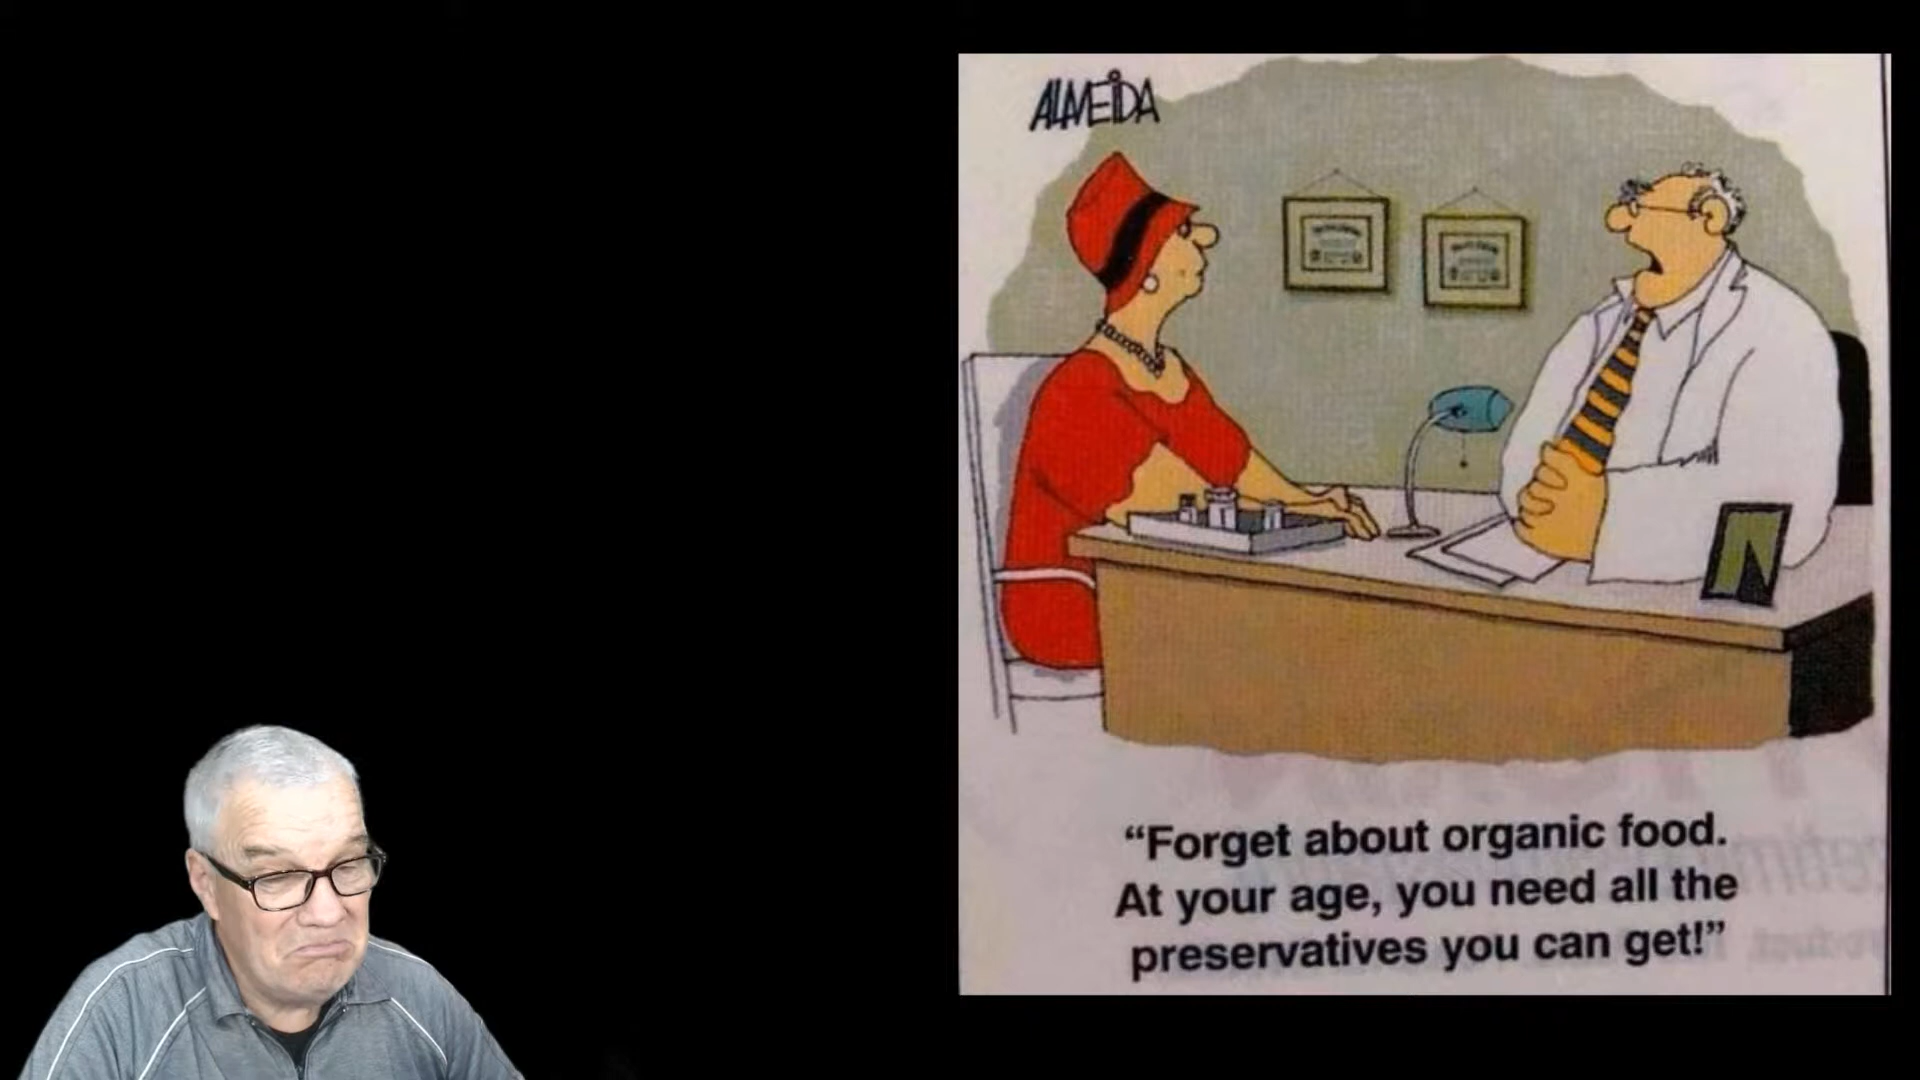 ALMEIDA
“Forget about organic food.
At your age, you need all the
preservatives you can get!”